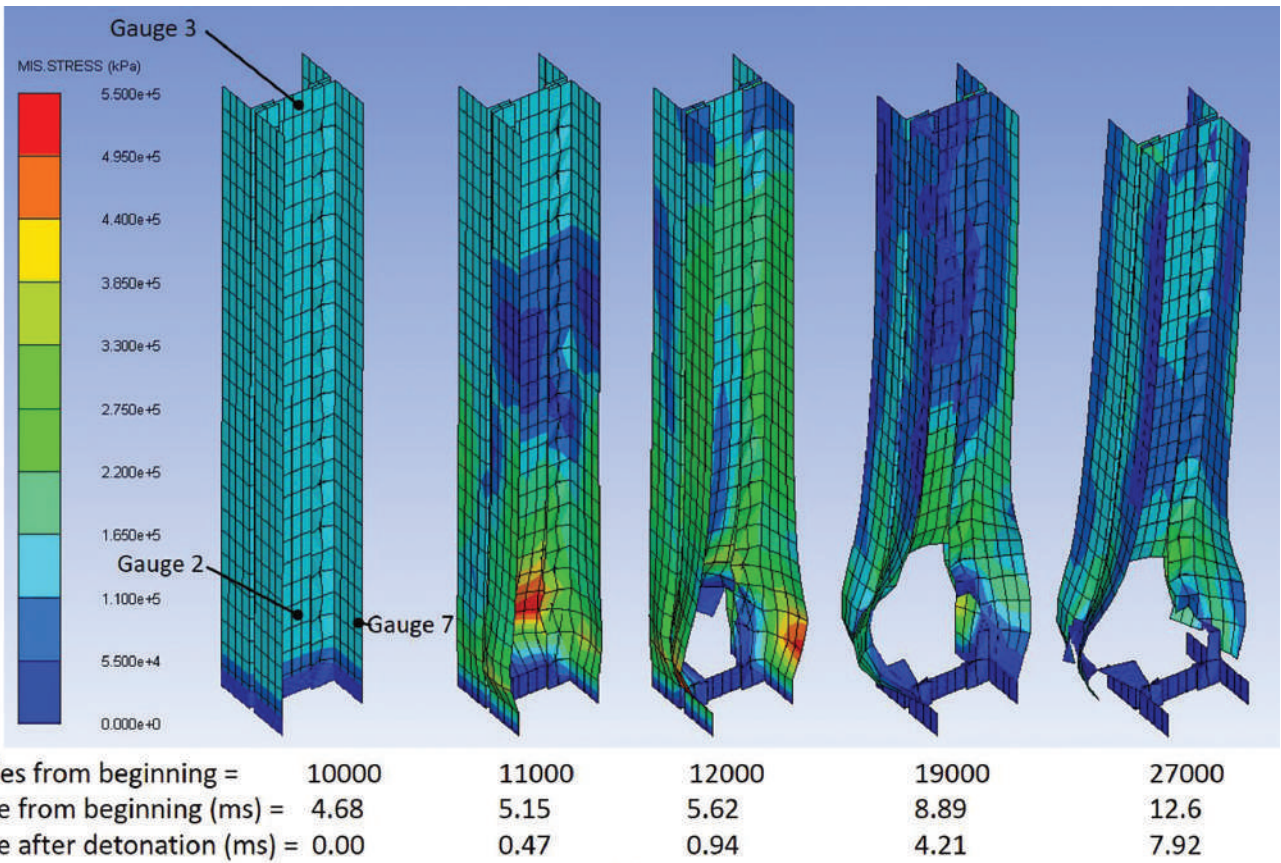 Gauge 3
MIS.STRESS (kPa)
5.500e+5
4.950e+5
4.400e+5
3.850e+5
3.300e+5
2.750e+5
2.200e+5
1.650e+5
1.100e+5
5.500e+4
0.000e+0
Gauge 2
Gauge 7
es from beginning = 10000 11000 12000 19000 27000
e from beginning (ms) = 4.68 5.15 5.62 8.89 12.6
e after detonation (ms) = 0.00 0.47 0.94 4.21 7.92